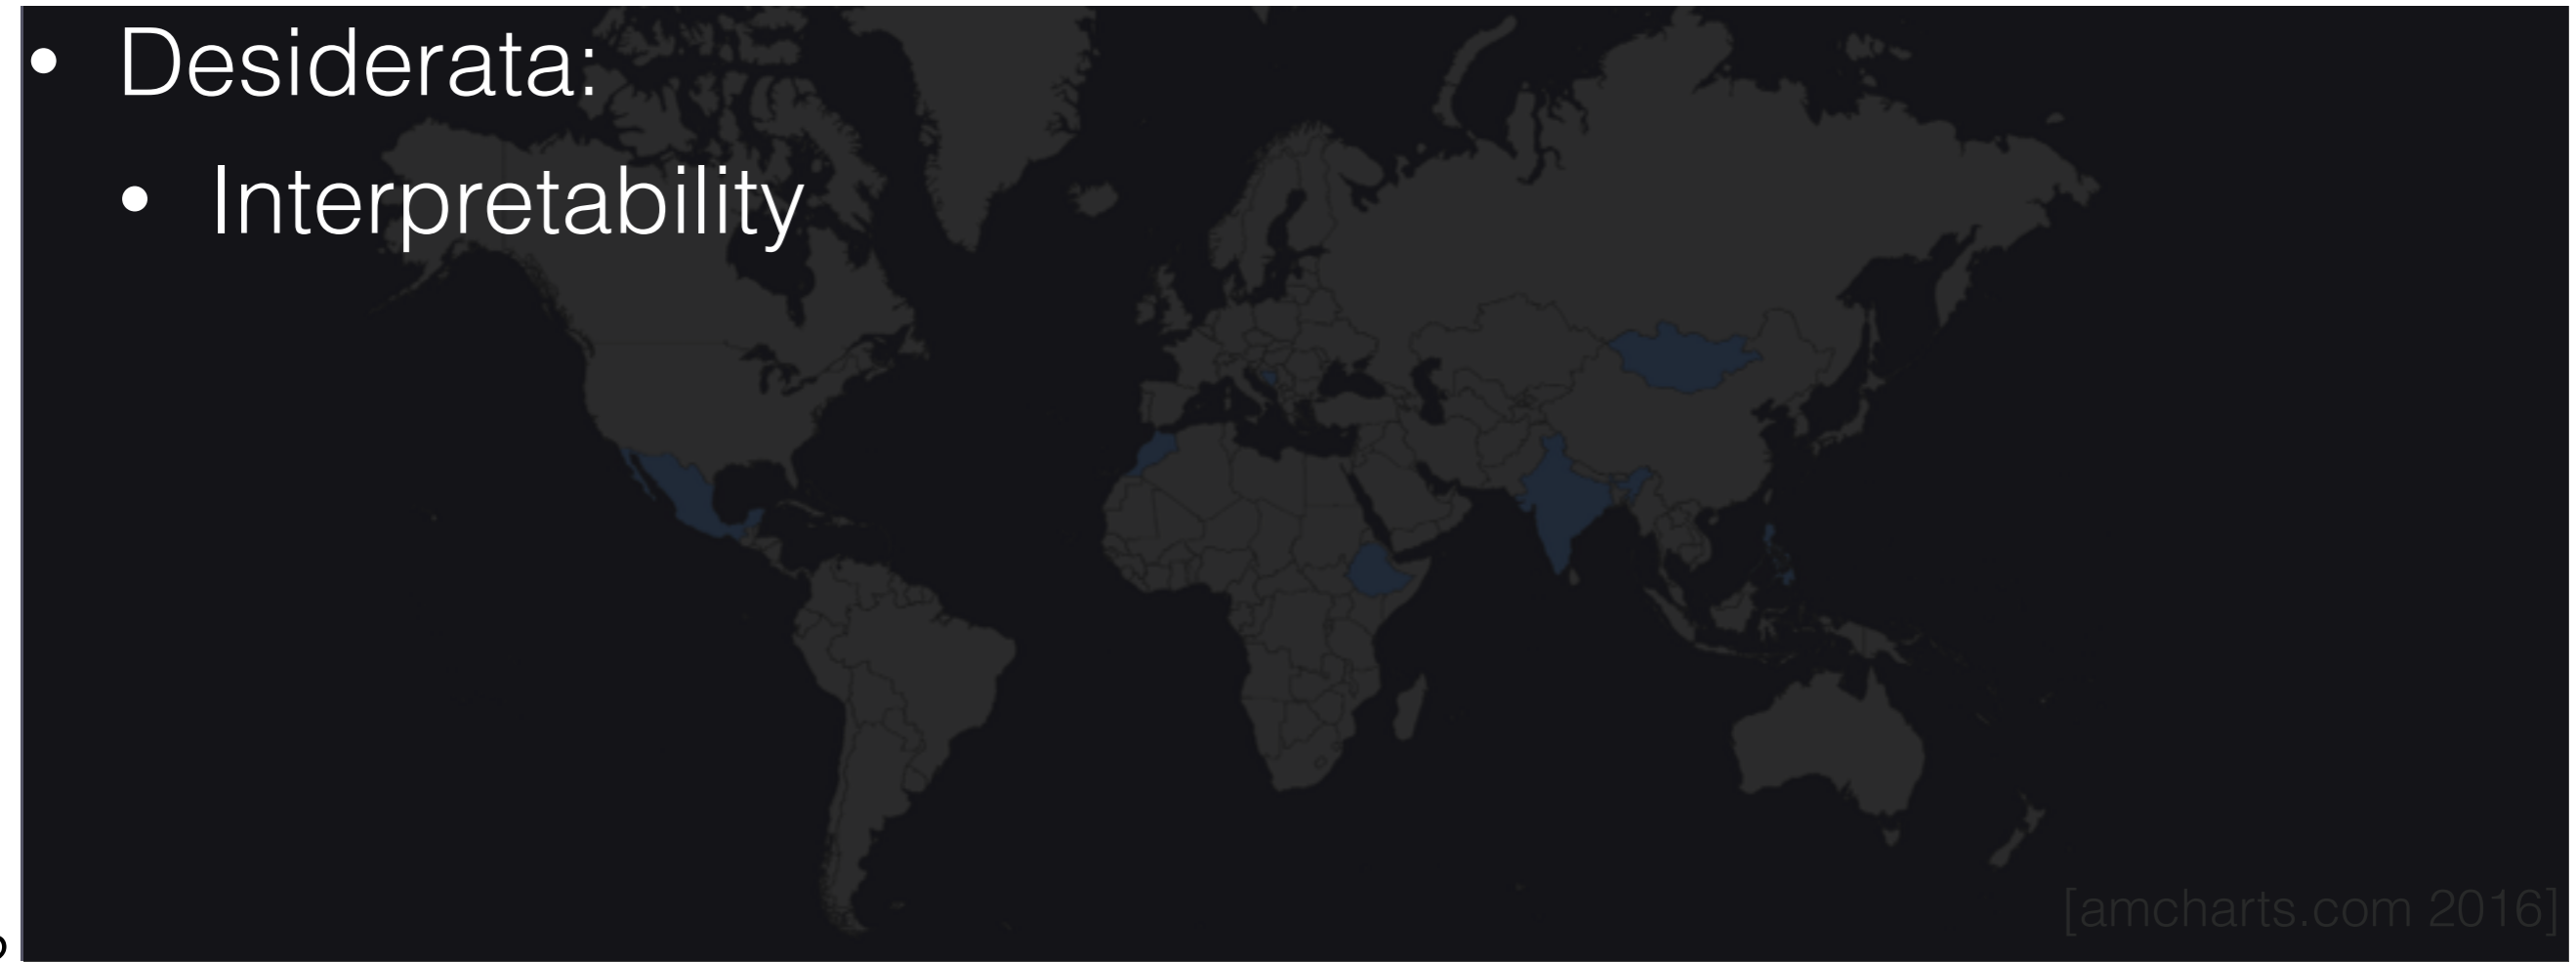 • Desiderata:
• Interpretability
[amcharts.com 2016]